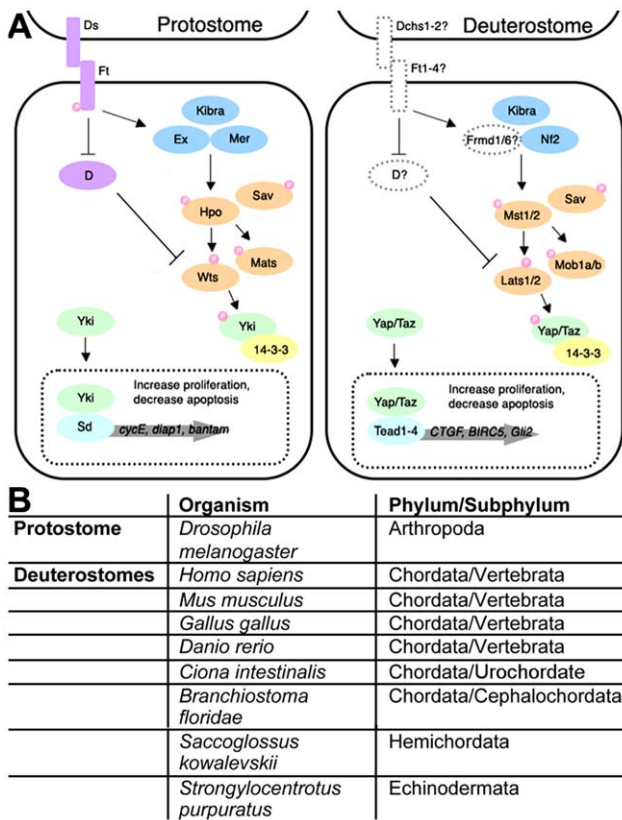 A
Protostome
Ds
Ft
P
Kibra
Ex
Mer
D
P
Hpo
P
Sav
P
Wts
P
Mats
Yki
P
Yki
14-3-3
Yki
Increase proliferation,
decrease apoptosis
Sd
cycE, diap1, bantam
Deuterostome
Dchs1-2?
Ft1-4?
Kibra
Frmd1/6?
Nf2
D?
P
Mst1/2
P
Sav
P
Lats1/2
P
Mob1a/b
Yap/Taz
P
Yap/Taz
14-3-3
Yap/Taz
Increase proliferation,
decrease apoptosis
Tead1-4
CTGF, BIRC5, Gli2
B
Organism Phylum/Subphylum
Protostome Drosophila Arthropoda
melanogaster
Deuterostomes Homo sapiens Chordata/Vertebrata
Mus musculus Chordata/Vertebrata
Gallus gallus Chordata/Vertebrata
Danio rerio Chordata/Vertebrata
Ciona intestinalis Chordata/Urochordate
Branchiostoma Chordata/Cephalochordata
floridae
Saccoglossus Hemichordata
kowalevskii
Strongylocentrotus Echinodermata
purpuratus